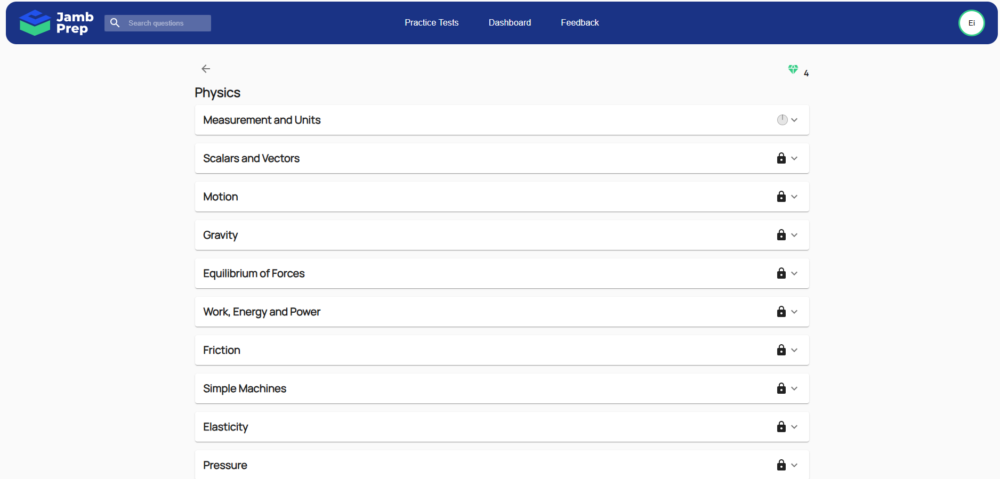 Jamb
Prep
Search questions
Practice Tests
Dashboard
Feedback
Ei
4
Physics
Measurement and Units
Scalars and Vectors
Motion
Gravity
Equilibrium of Forces
Work, Energy and Power
Friction
Simple Machines
Elasticity
Pressure